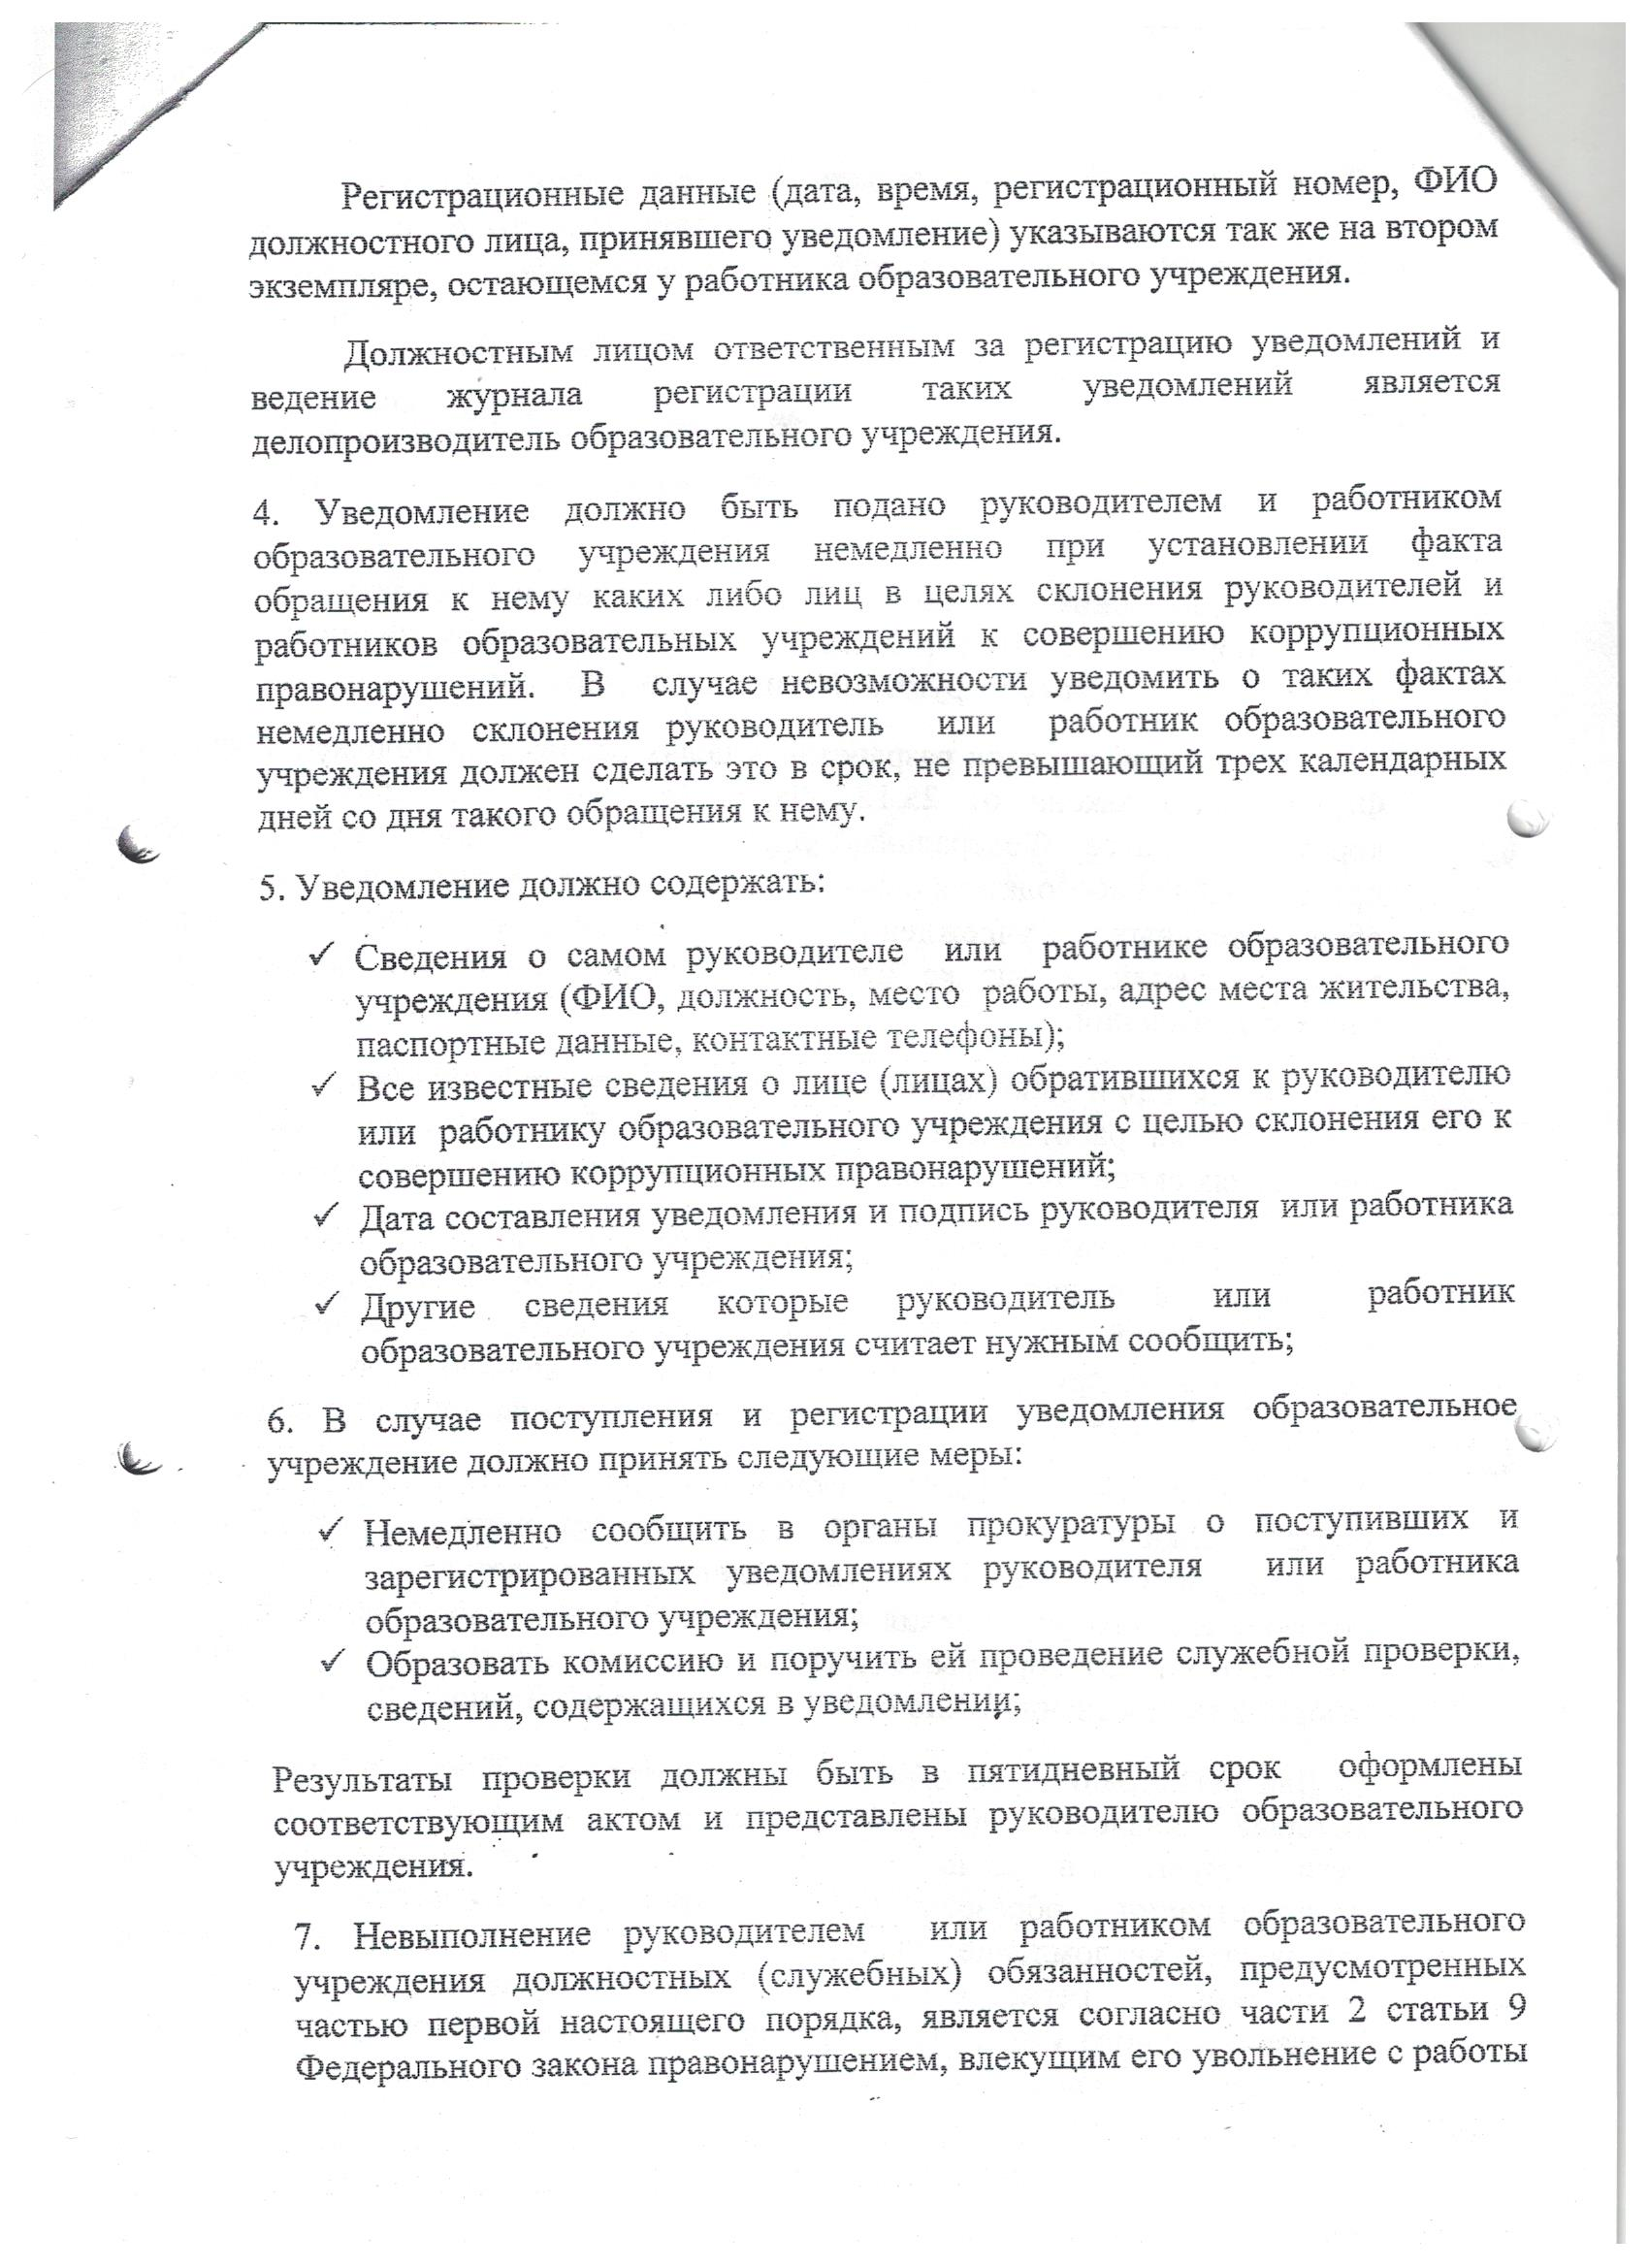 Регистрационные данные (дата, время, регистрационный номер, ФИО
должностного лица, принявшего уведомление) указываются так же на втором
экземпляре, остающемся у работника образовательного учреждения.
Должностным лицом ответственным за регистрацию уведомлений и
ведение журнала регистрации таких уведомлений является
делопроизводитель образовательного учреждения.
4. Уведомление должно быть подано руководителем и работником
образовательного учреждения немедленно при установлении факта
обращения к нему каких либо лиц в целях склонения руководителей и
работников образовательных учреждений к совершению коррупционных
правонарушений. В случае невозможности уведомить о таких фактах
немедленно склонения руководитель или работник образовательного
учреждения должен сделать это в срок, не превышающий трех календарных
дней со дня такого обращения к нему.
5. Уведомление должно содержать:
✓ Сведения о самом руководителе или работнике образовательного
учреждения (ФИО, должность, место работы, адрес места жительства,
паспортные данные, контактные телефоны);
✓ Все известные сведения о лице (лицах) обратившихся к руководителю
или работнику образовательного учреждения с целью склонения его к
совершению коррупционных правонарушений;
✓ Дата составления уведомления и подпись руководителя или работника
образовательного учреждения;
✓ Другие сведения которые руководитель или работник
образовательного учреждения считает нужным сообщить;
6. В случае поступления и регистрации уведомления образовательное
учреждение должно принять следующие меры:
✓ Немедленно сообщить в органы прокуратуры о поступивших и
зарегистрированных уведомлениях руководителя или работника
образовательного учреждения;
✓ Образовать комиссию и поручить ей проведение служебной проверки,
сведений, содержащихся в уведомлении;
Результаты проверки должны быть в пятидневный срок оформлены
соответствующим актом и представлены руководителю образовательного
учреждения.
7. Невыполнение руководителем или работником образовательного
учреждения должностных (служебных) обязанностей, предусмотренных
частью первой настоящего порядка, является согласно части 2 статьи 9
Федерального закона правонарушением, влекущим его увольнение с работы